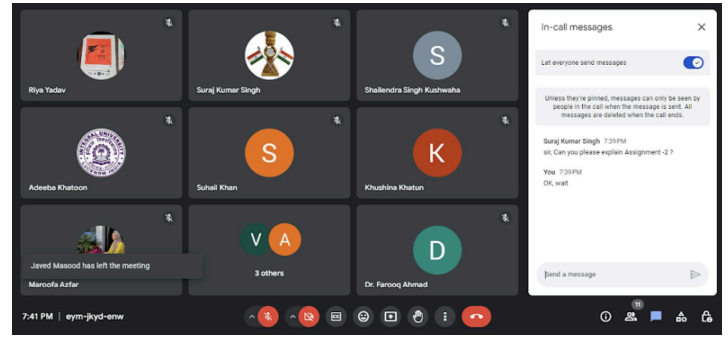 Riya Yadav
Suraj Kumar Singh
S
Shailendra Singh Kushwaha
INTEGRAL UNIVERSITY
Adeeba Khatoon
S
Suhail Khan
K
Khushina Khatun
Javed Masood has left the meeting
Maroofa Azfar
V A
3 others
D
Dr. Farooq Ahmad
In-call messages
Let everyone send messages
Unless they're pinned, messages can only be seen by
people in the call when the message is sent. All
messages are deleted when the call ends.
Suraj Kumar Singh 7:39 PM
sir, Can you please explain Assignment -2 ?
You 7:39 PM
OK, wait
Send a message
7:41 PM | eym-jkyd-enw
11